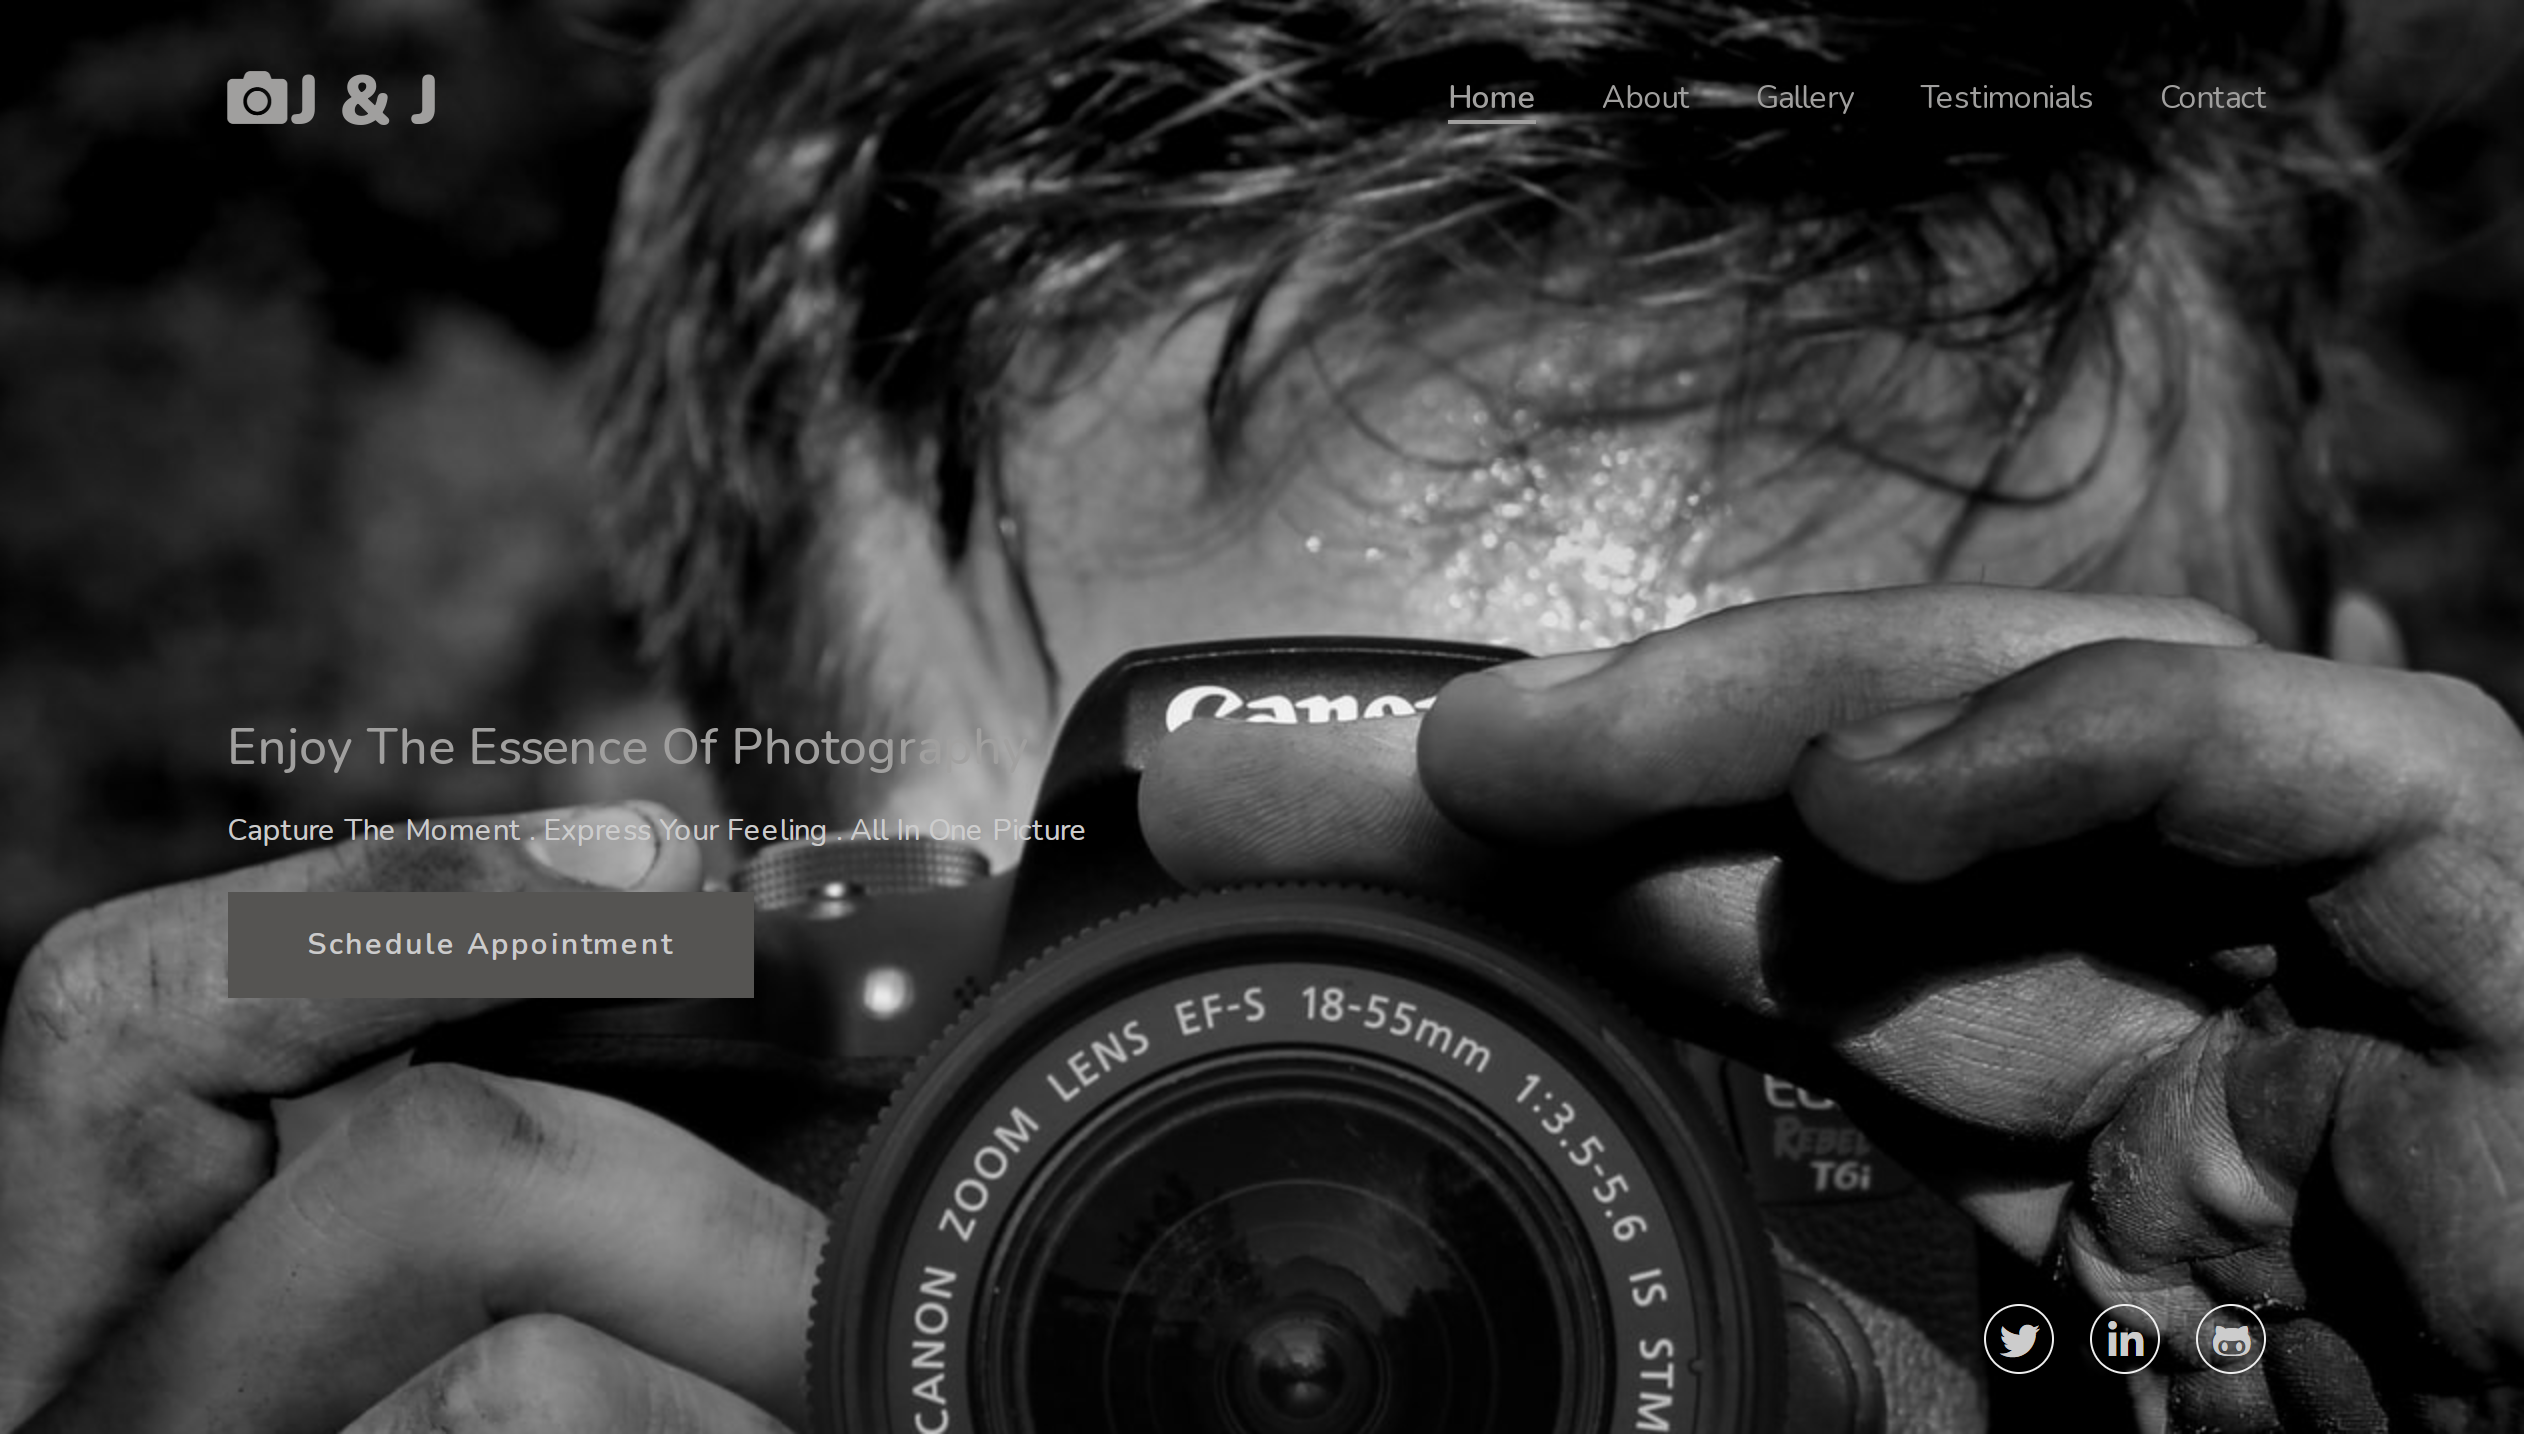 J & J
Home About Gallery Testimonials Contact
Canon
Enjoy The Essence Of Photography
Capture The Moment . Express Your Feeling . All In One Picture
Schedule Appointment
CANON ZOOM LENS EF-S 18-55mm 1:3.5-5.6 IS STM
REBEL
T6i
in